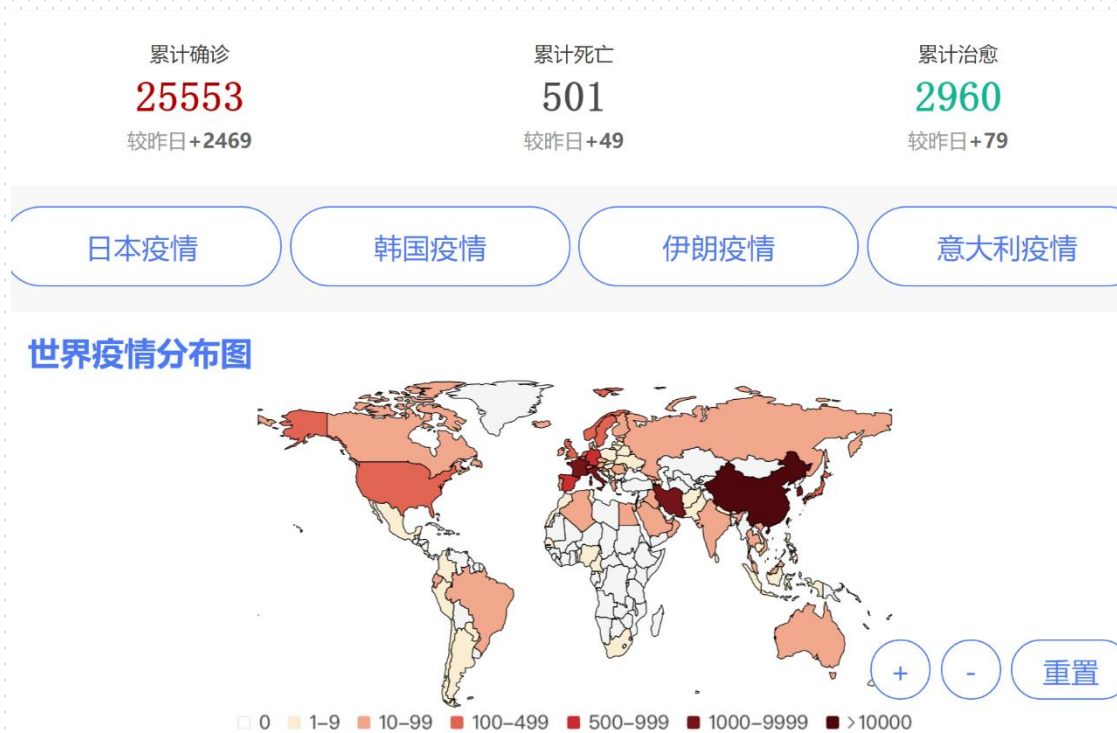 累计确诊 累计死亡 累计治愈
25553 501 2960
较昨日+2469 较昨日+49 较昨日+79
日本疫情 韩国疫情 伊朗疫情 意大利疫情
世界疫情分布图
+ - 重置
0 1-9 10-99 100-499 500-999 1000-9999 >10000